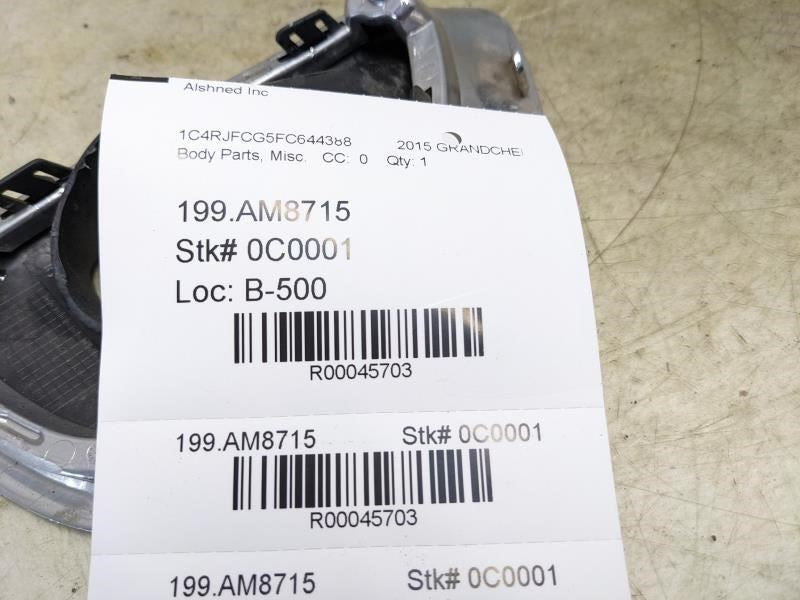 Alshned Inc
1C4RJFCG5FC644388 2015 GRANDCHE
Body Parts, Misc. CC: 0 Qty: 1
199.AM8715
Stk# 0C0001
Loc: B-500
R00045703
199.AM8715 Stk# 0C0001
R00045703
199.AM8715 Stk# 0C0001